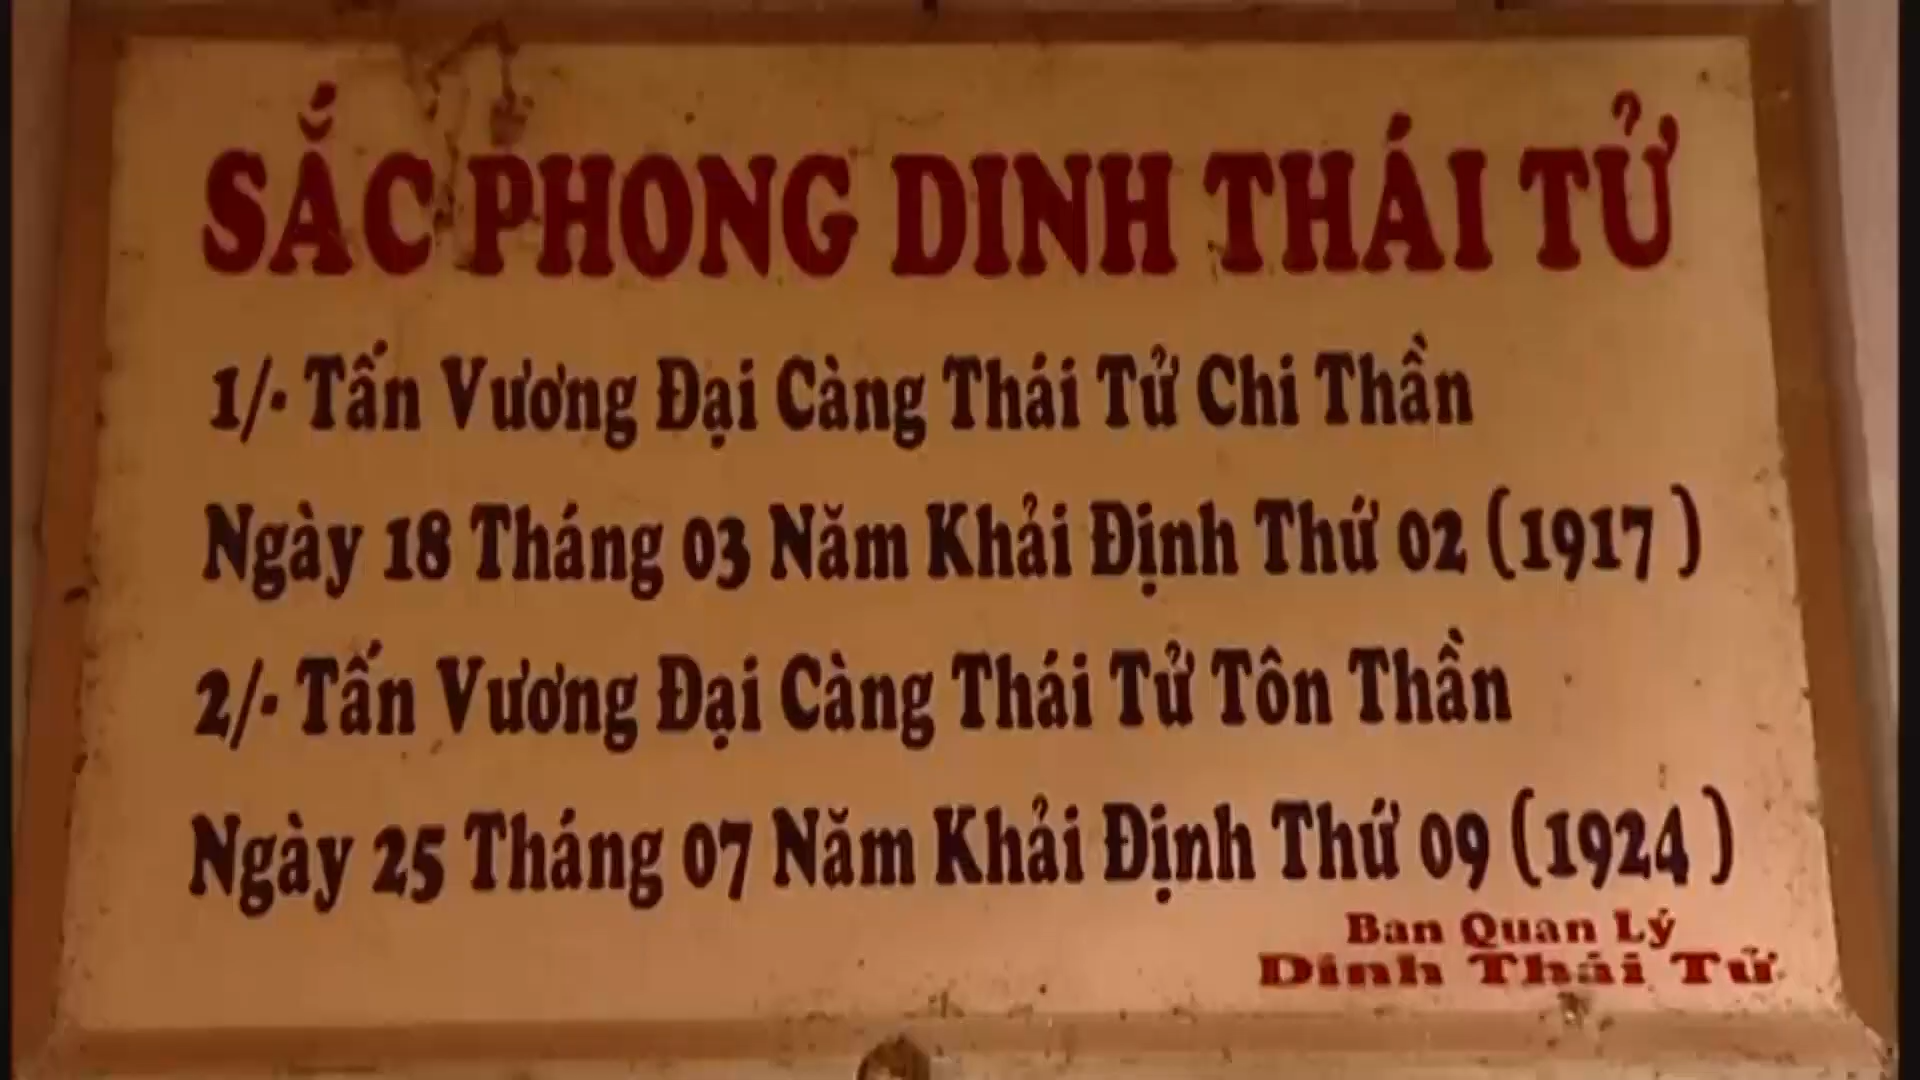 SẮC PHONG DINH THÁI TỬ
1/- Tấn Vương Đại Càng Thái Tử Chi Thần
Ngày 18 Tháng 03 Năm Khải Định Thứ 02 (1917 )
2/- Tấn Vương Đại Càng Thái Tử Tôn Thần
Ngày 25 Tháng 07 Năm Khải Định Thứ 09 (1924 )
Ban Quan Lý
Dinh Thái Tử